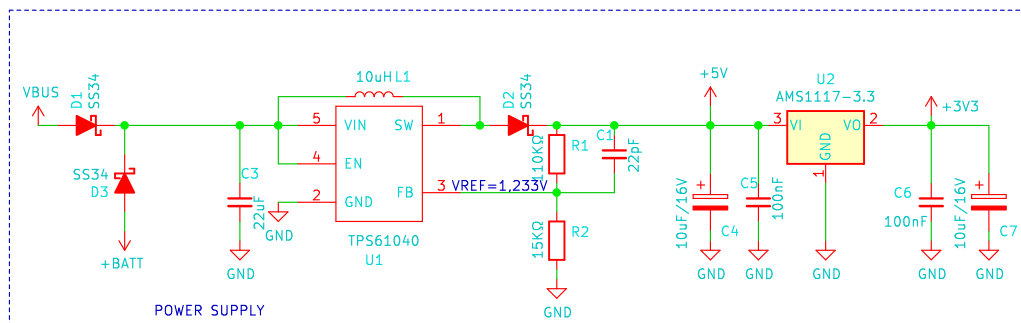 VBUS
D1
SS34
SS34
D3
+BATT
C3
22uF
GND
10uHL1
5
VIN
SW
1
4
EN
2
GND
FB
3
VREF=1,233V
GND
TPS61040
U1
D2
SS34
110KΩ
R1
C1
22pF
15KΩ
R2
GND
+5V
+
10uF/16V
C4
GND
C5
100nF
GND
U2
AMS1117-3.3
3
VI
VO
2
GND
1
GND
+3V3
C6
100nF
GND
+
10uF/16V
C7
GND
POWER SUPPLY